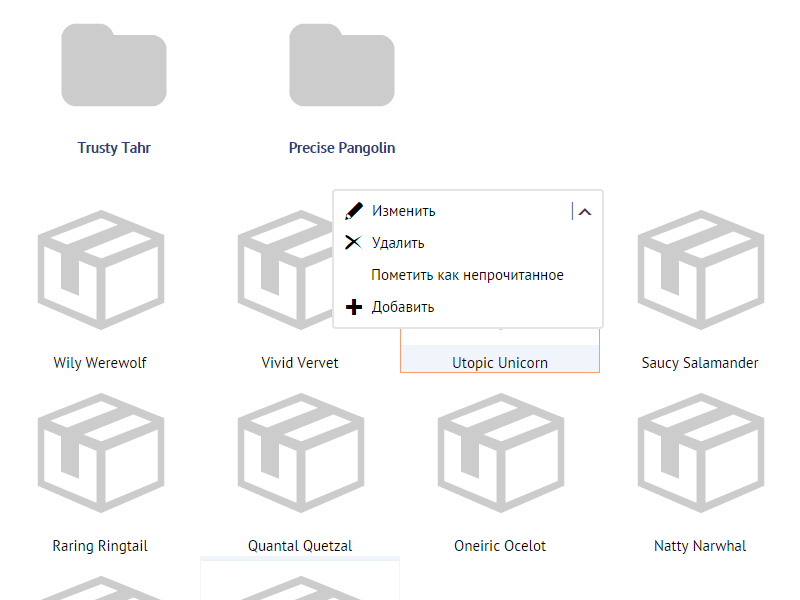 Trusty Tahr
Precise Pangolin
Изменить
Удалить
Пометить как непрочитанное
Добавить
Wily Werewolf
Vivid Vervet
Utopic Unicorn
Saucy Salamander
Raring Ringtail
Quantal Quetzal
Oneiric Ocelot
Natty Narwhal